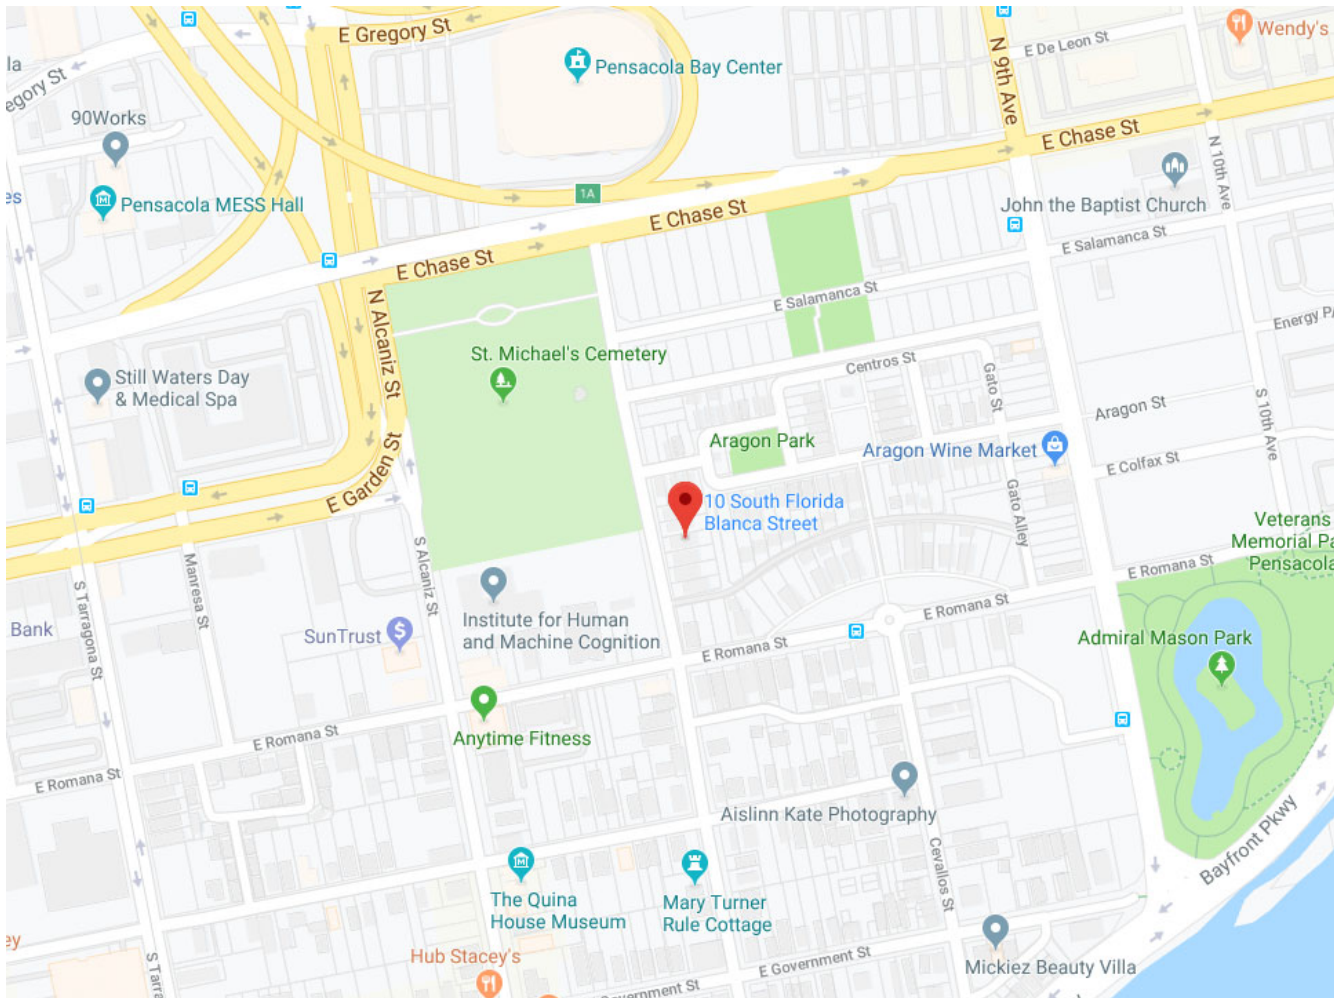 E Gregory St
la
egory St
90Works
Pensacola Bay Center
N 9th Ave
E De Leon St
Wendy's
E Chase St
N 10th Ave
es
Pensacola MESS Hall
1A
E Chase St
John the Baptist Church
E Chase St
E Salamanca St
N Alcaniz St
E Salamanca St
Energy P
St. Michael's Cemetery
Centros St
Gato St
Still Waters Day
& Medical Spa
Aragon St
S 10th Ave
Aragon Park
Aragon Wine Market
E Colfax St
E Garden St
10 South Florida
Blanca Street
Gato Alley
Veterans
Memorial Pa
Pensacola
S Alcaniz St
Manresa St
S Tarragona St
E Romana St
Institute for Human
and Machine Cognition
E Romana St
Bank
SunTrust
$
E Romana St
Admiral Mason Park
Anytime Fitness
E Romana St
E Romana St
Aislinn Kate Photography
Bayfront Pkwy
Cevallos St
M
The Quina
House Museum
Mary Turner
Rule Cottage
ey
S Tarra
Hub Stacey's
E Government St
Mickiez Beauty Villa
overnment St